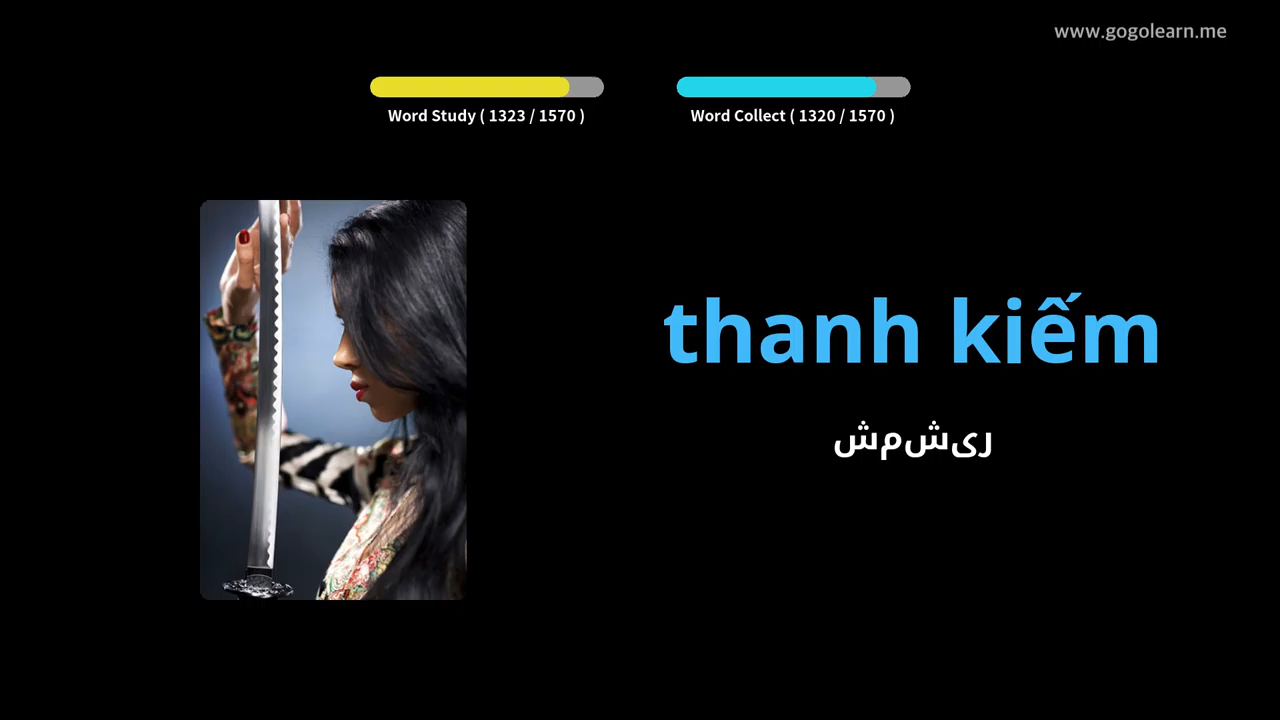 www.gogolearn.me
Word Study ( 1323 / 1570 )
Word Collect ( 1320 / 1570 )
thanh kiếm
شمشیر